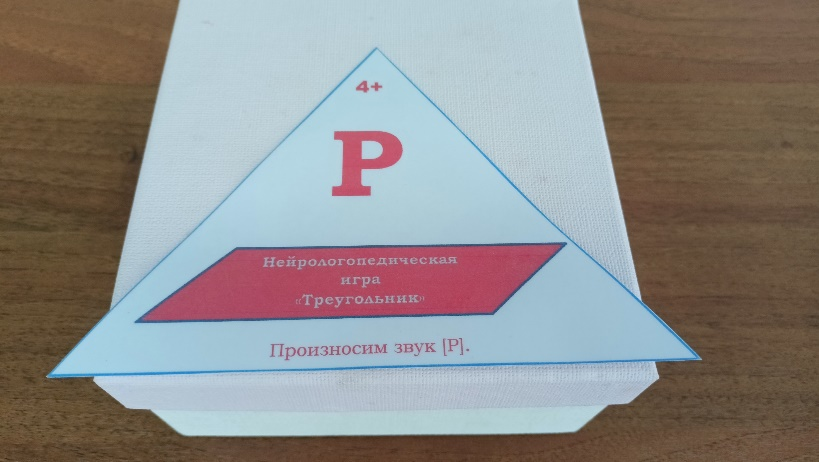 4+
Р
Нейрологопедическая
игра
«Треугольник»
Произносим звук [Р].